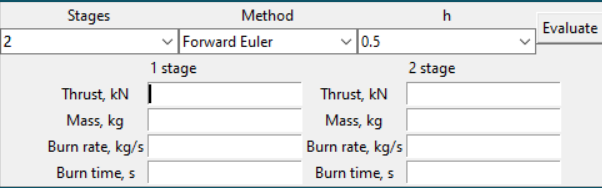 Stages Method h
2 Forward Euler 0.5 Evaluate
1 stage 2 stage
Thrust, kN Thrust, kN
Mass, kg Mass, kg
Burn rate, kg/s Burn rate, kg/s
Burn time, s Burn time, s